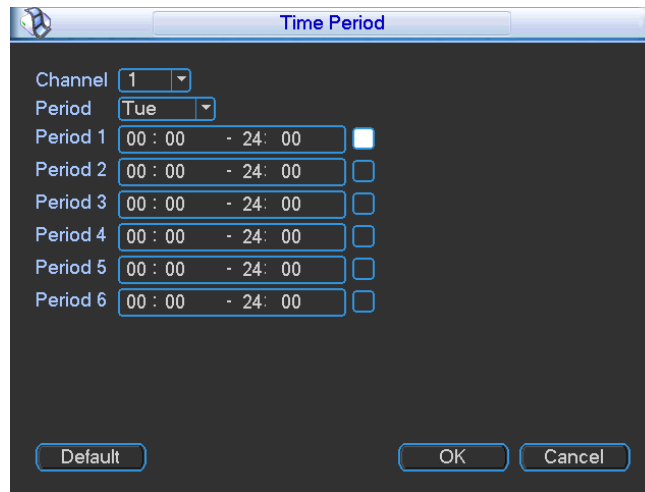 Time Period
Channel 1
Period Tue
Period 1 00 : 00 - 24: 00
Period 2 00 : 00 - 24: 00
Period 3 00 : 00 - 24: 00
Period 4 00 : 00 - 24: 00
Period 5 00 : 00 - 24: 00
Period 6 00 : 00 - 24: 00
Default OK Cancel